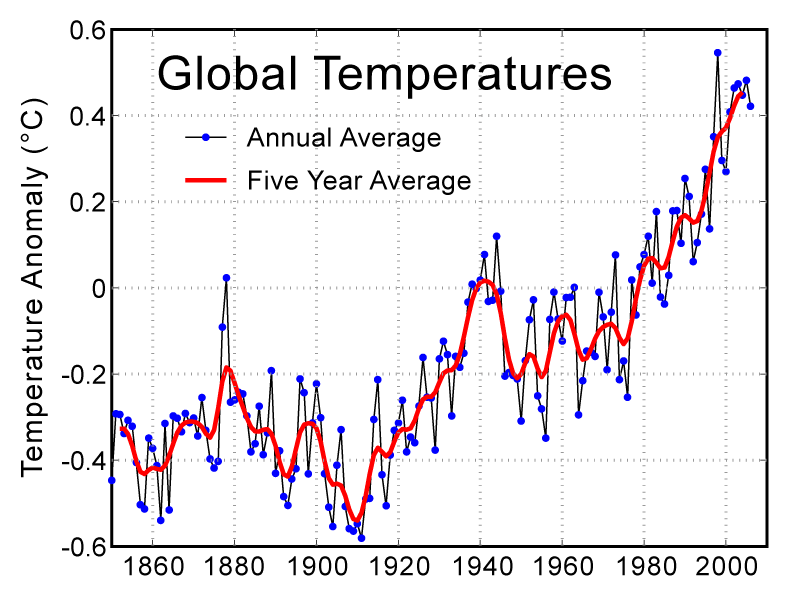 Global Temperatures
Annual Average
Five Year Average
Temperature Anomaly (°C)
0.6
0.4
0.2
0
-0.2
-0.4
-0.6
1860 1880 1900 1920 1940 1960 1980 2000